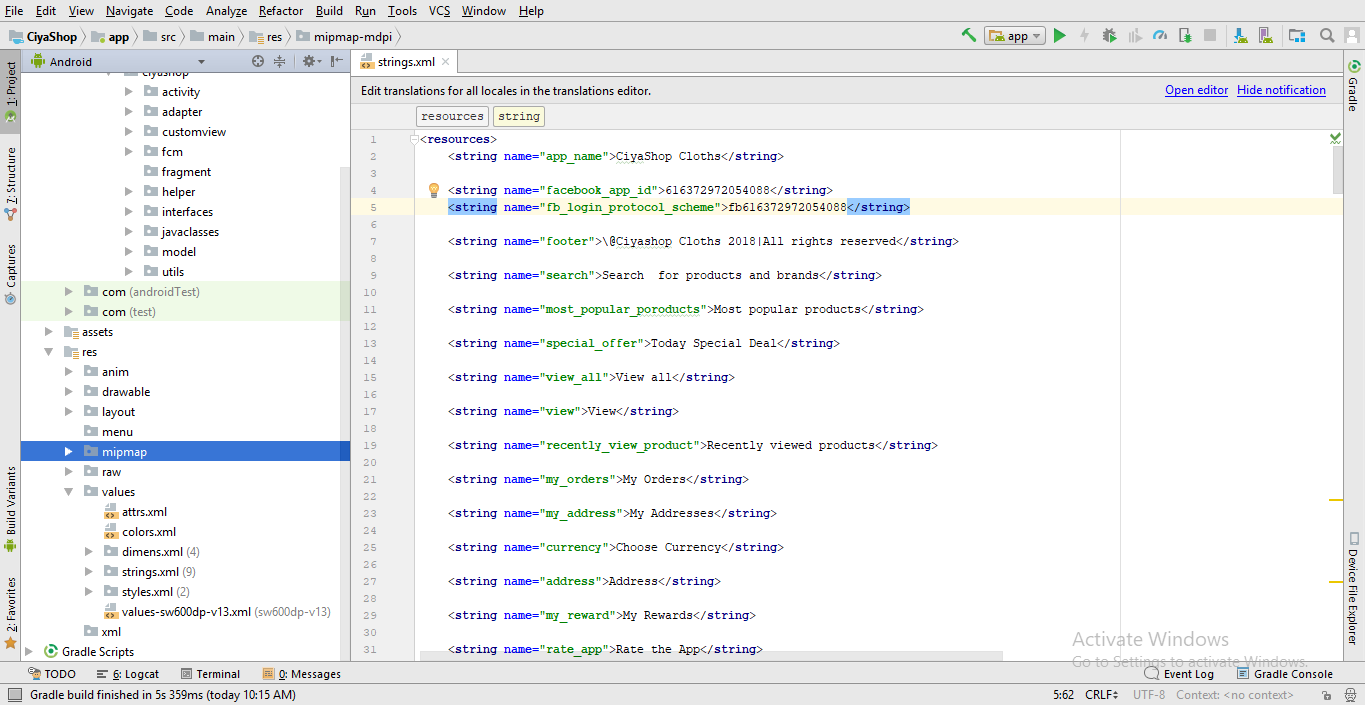 File Edit View Navigate Code Analyze Refactor Build Run Tools VCS Window Help
CiyaShop app src main res mipmap-mdpi app
1: Project
7: Structure
Captures
Build Variants
2: Favorites
Android
ciyashop
activity
adapter
customview
fcm
fragment
helper
interfaces
javaclasses
model
utils
com (androidTest)
com (test)
assets
res
anim
drawable
layout
menu
mipmap
raw
values
attrs.xml
colors.xml
dimens.xml (4)
strings.xml (9)
styles.xml (2)
values-sw600dp-v13.xml (sw600dp-v13)
xml
Gradle Scripts
strings.xml
Edit translations for all locales in the translations editor. Open editor Hide notification
resources string
1 <resources>
2 <string name="app_name">CiyaShop Cloths</string>
3
4 <string name="facebook_app_id">616372972054088</string>
5 <string name="fb_login_protocol_scheme">fb616372972054088</string>
6
7 <string name="footer">\@Ciyashop Cloths 2018|All rights reserved</string>
8
9 <string name="search">Search  for products and brands</string>
10
11 <string name="most_popular_poroducts">Most popular products</string>
12
13 <string name="special_offer">Today Special Deal</string>
14
15 <string name="view_all">View all</string>
16
17 <string name="view">View</string>
18
19 <string name="recently_view_product">Recently viewed products</string>
20
21 <string name="my_orders">My Orders</string>
22
23 <string name="my_address">My Addresses</string>
24
25 <string name="currency">Choose Currency</string>
26
27 <string name="address">Address</string>
28
29 <string name="my_reward">My Rewards</string>
30
31 <string name="rate_app">Rate the App</string>
Gradle
Device File Explorer
Activate Windows
Go to Settings to activate Windows.
TODO 6: Logcat Terminal 0: Messages Event Log Gradle Console
Gradle build finished in 5s 359ms (today 10:15 AM) 5:62 CRLF UTF-8 Context: <no context>